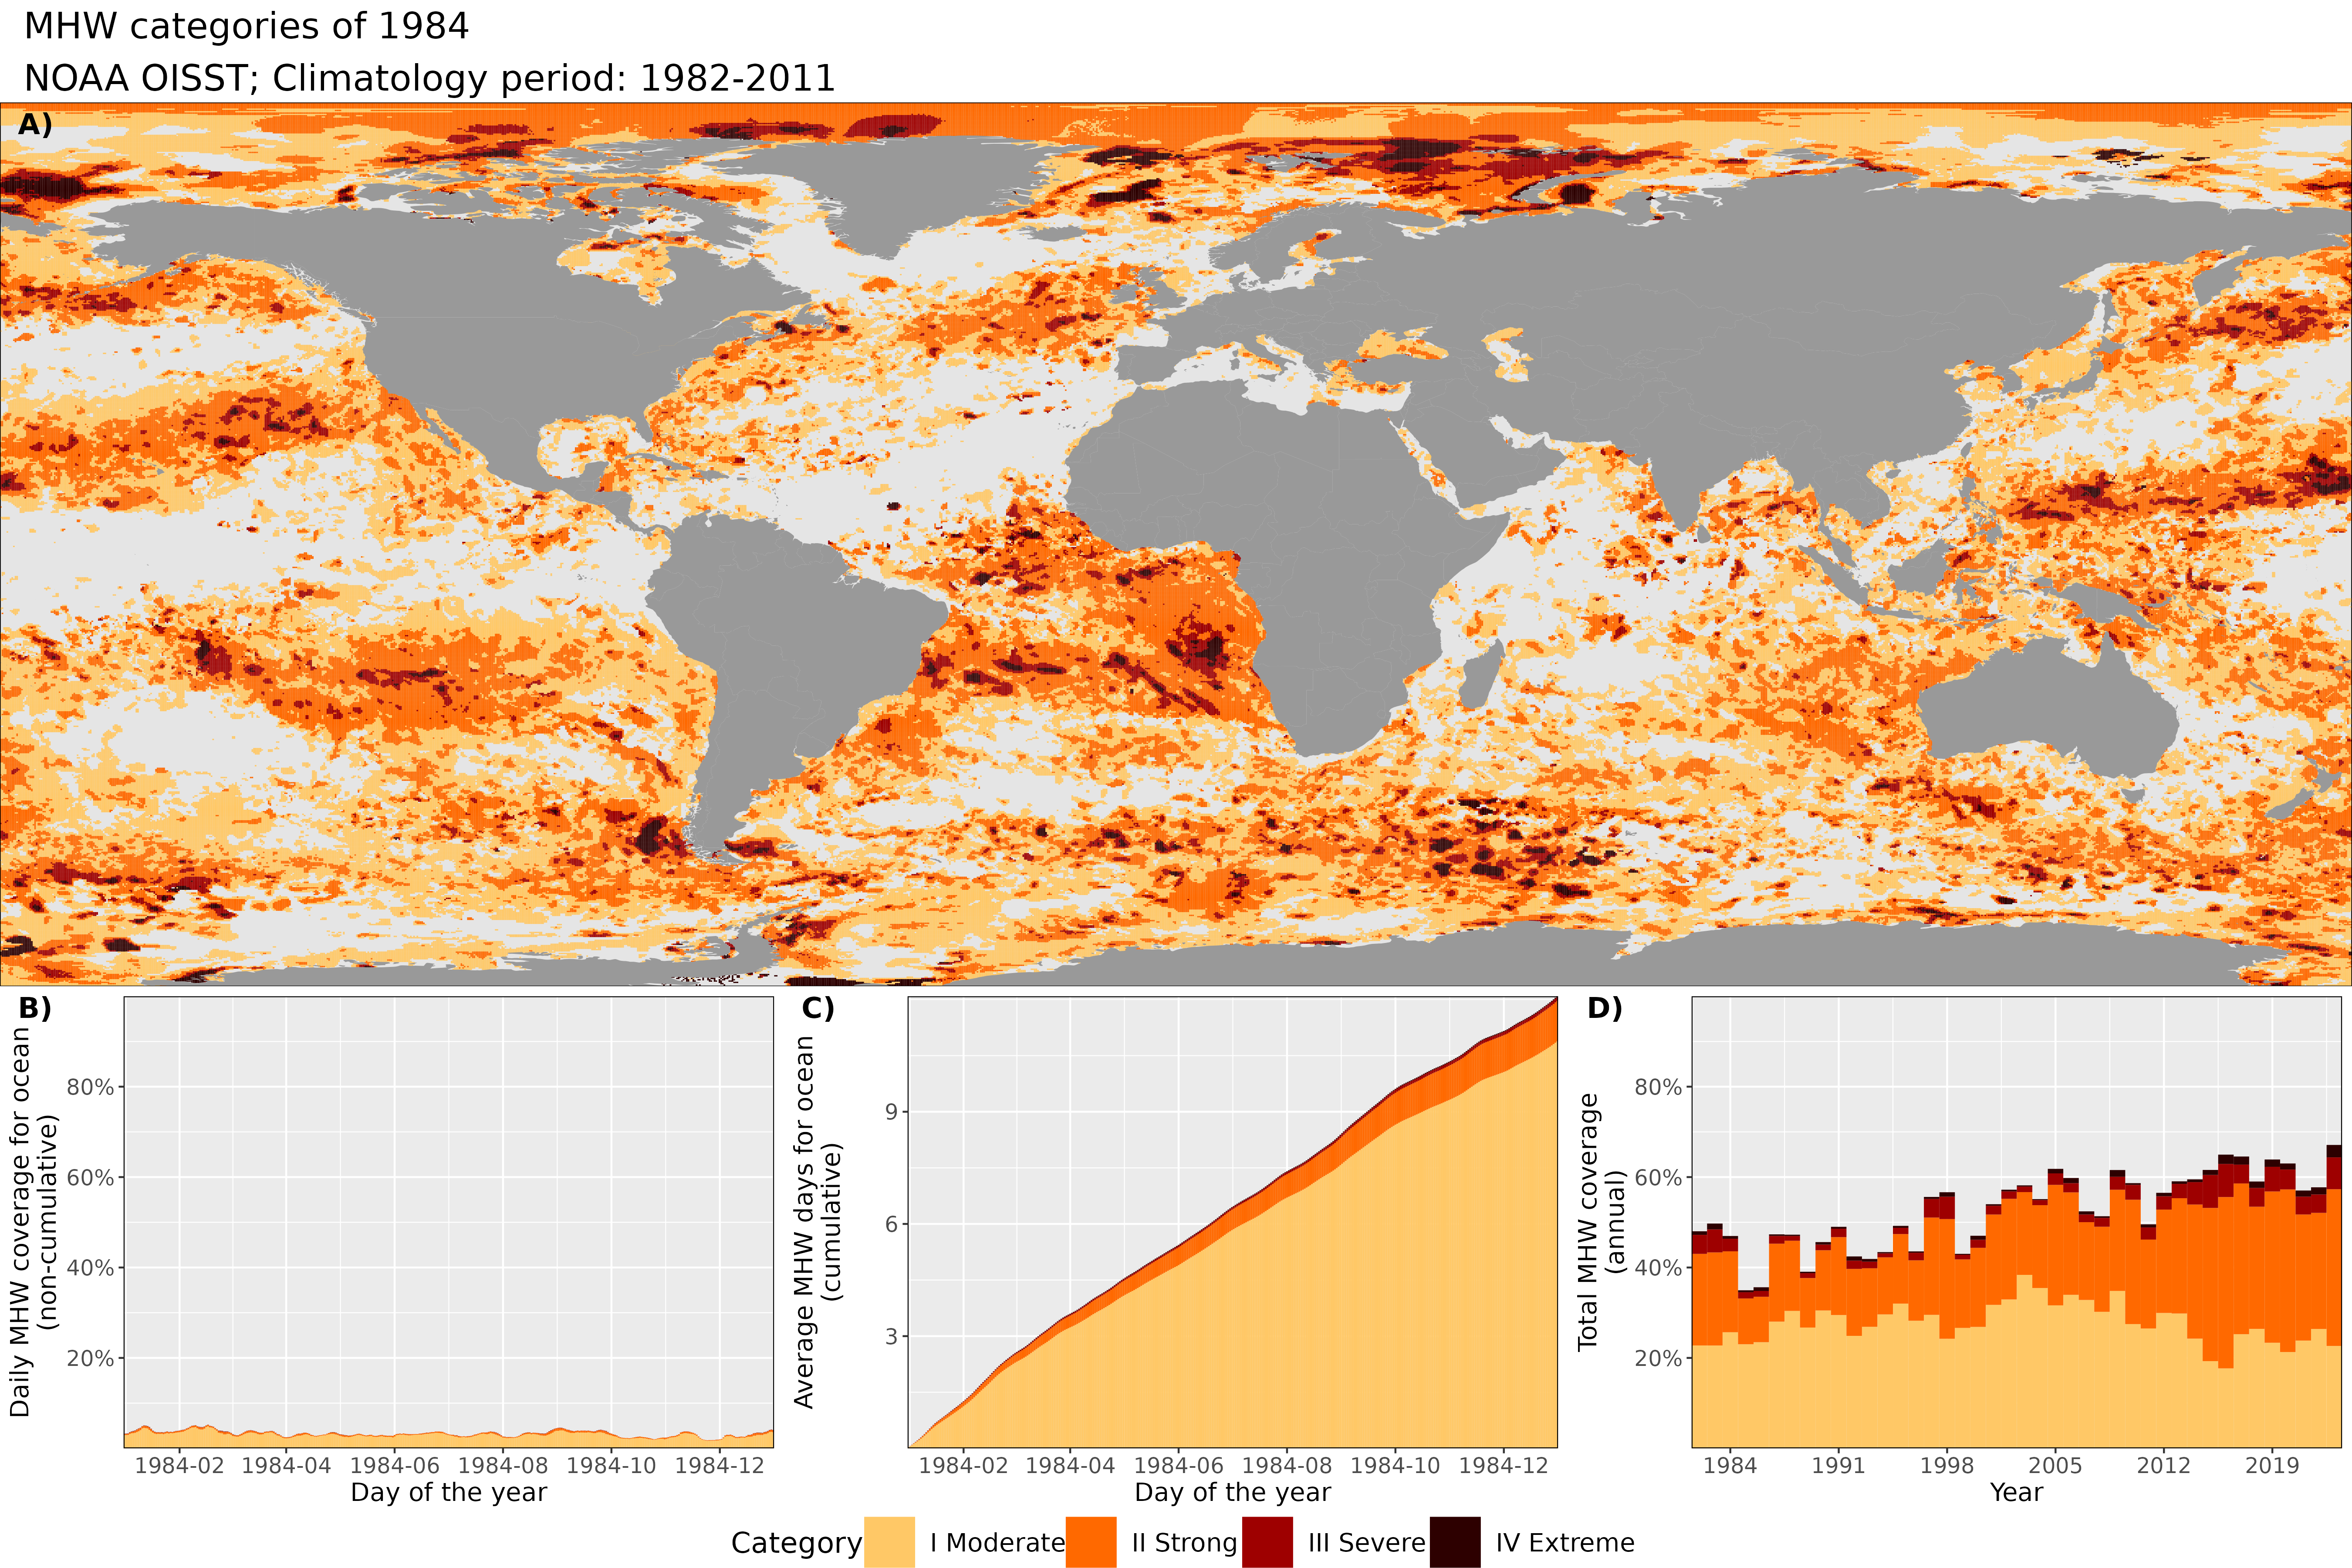 MHW categories of 1984
NOAA OISST; Climatology period: 1982-2011
A)
B)
Daily MHW coverage for ocean
(non-cumulative)
80%
60%
40%
20%
1984-02 1984-04 1984-06 1984-08 1984-10 1984-12
Day of the year
C)
Average MHW days for ocean
(cumulative)
9
6
3
1984-02 1984-04 1984-06 1984-08 1984-10 1984-12
Day of the year
D)
Total MHW coverage
(annual)
80%
60%
40%
20%
1984 1991 1998 2005 2012 2019
Year
Category I Moderate II Strong III Severe IV Extreme